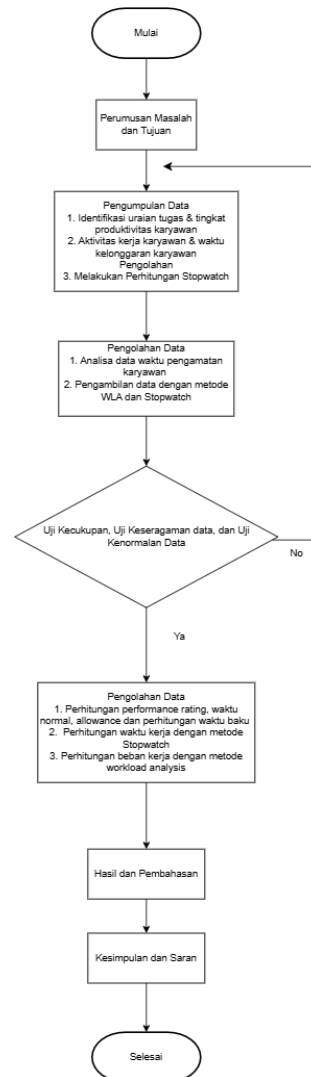 Mulai
Perumusan Masalah
dan Tujuan
Pengumpulan Data
1. Identifikasi uraian tugas & tingkat
produktivitas karyawan
2. Aktivitas kerja karyawan & waktu
kelonggaran karyawan
Pengolahan
3. Melakukan Perhitungan Stopwatch
Pengolahan Data
1. Analisa data waktu pengamatan
karyawan
2. Pengambilan data dengan metode
WLA dan Stopwatch
Uji Kecukupan, Uji Keseragaman data, dan Uji
Kenormalan Data
No
Ya
Pengolahan Data
1. Perhitungan performance rating, waktu
normal, allowance dan perhitungan waktu baku
2. Perhitungan waktu kerja dengan metode
Stopwatch
3. Perhitungan beban kerja dengan metode
workload analysis
Hasil dan Pembahasan
Kesimpulan dan Saran
Selesai